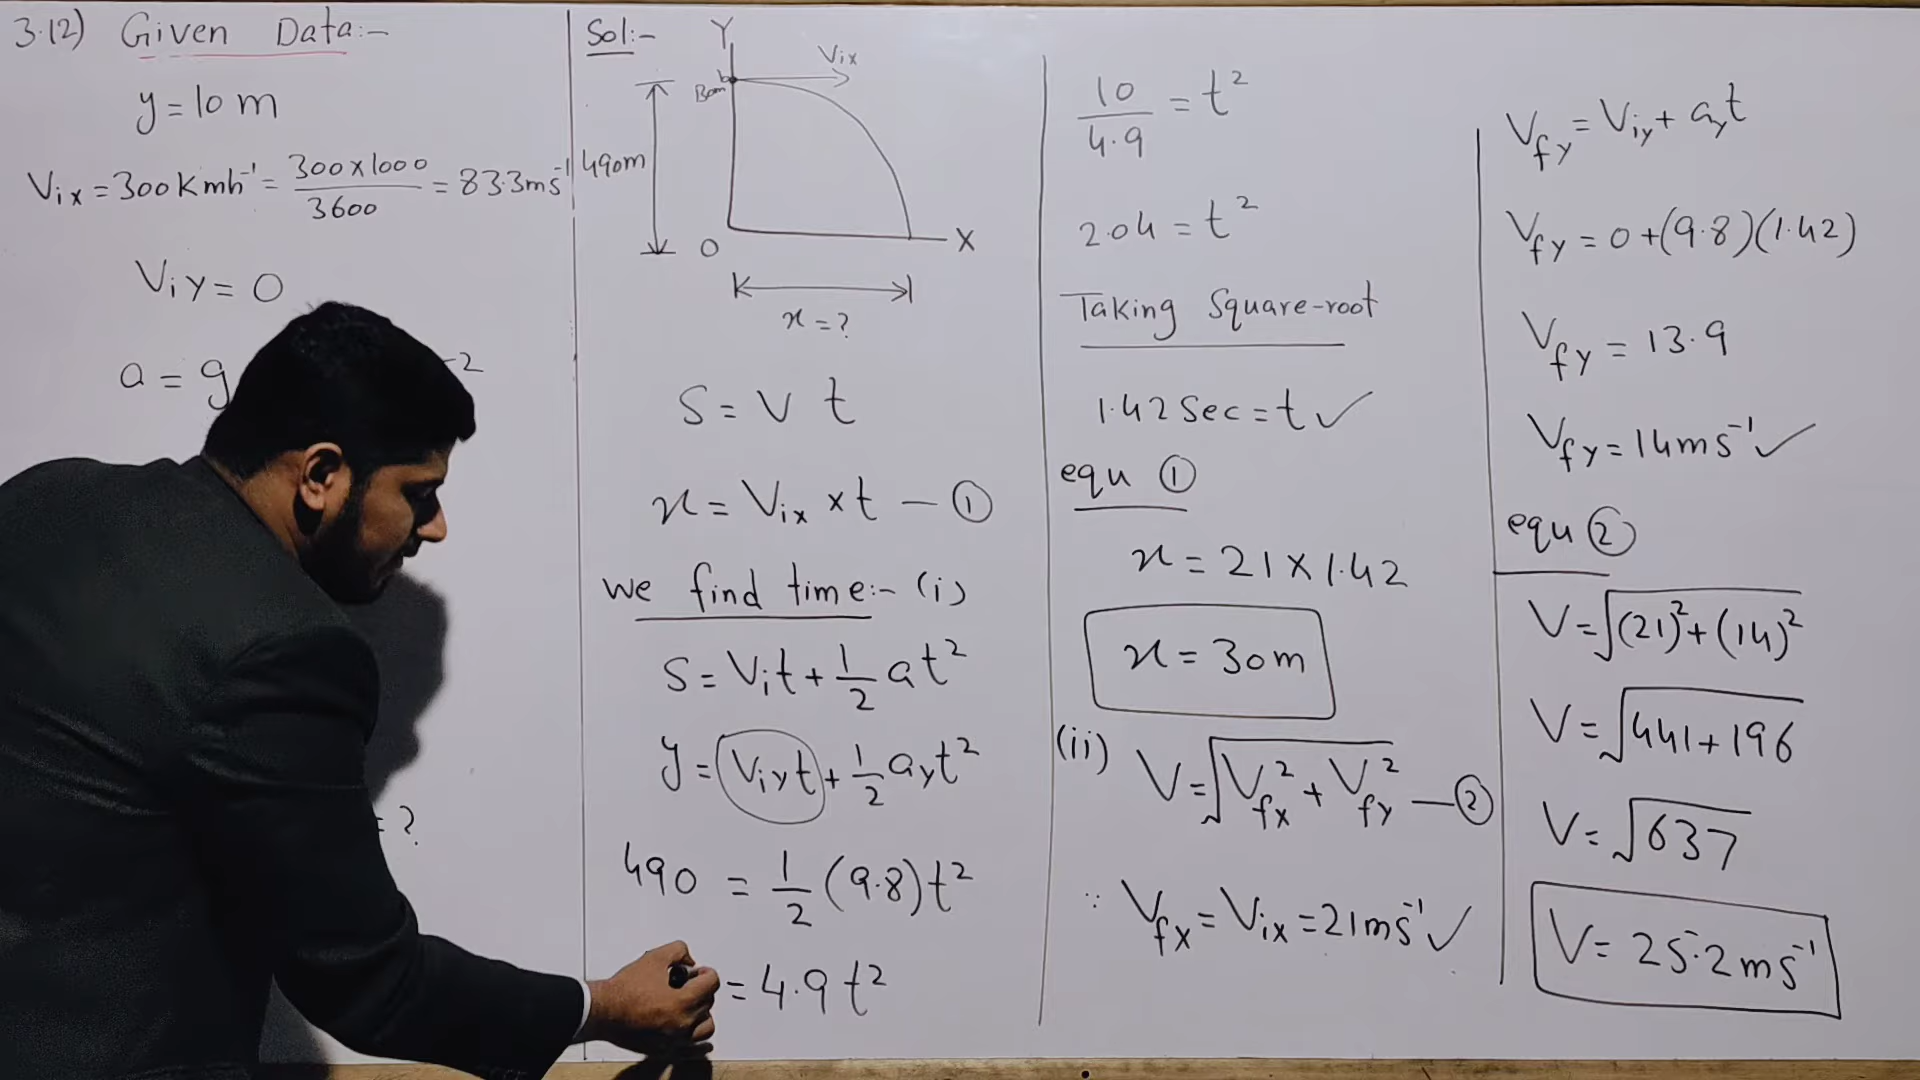 3.12) Given Data:-
y = 10 m
Vix = 300 Kmh⁻¹ = 300 x 1000 / 3600 = 83.3 ms⁻¹
Viy = 0
a = g
-2
= ?
Sol:-
Y
Vix
Bom
490m
O
X
x = ?
S = V t
x = Vix x t — ①
we find time:- (i)
S = Vit + 1/2 at²
y = Viyt + 1/2 ayt²
490 = 1/2 (9.8) t²
= 4.9 t²
10 / 4.9 = t²
2.04 = t²
Taking Square-root
1.42 Sec = t ✓
equ ①
x = 21 x 1.42
x = 30m
(ii) V = √Vfx² + Vfy² — ②
∵ Vfx = Vix = 21ms⁻¹ ✓
Vfy = Viy + ayt
Vfy = 0 + (9.8)(1.42)
Vfy = 13.9
Vfy = 14ms⁻¹ ✓
equ ②
V = √(21)² + (14)²
V = √441 + 196
V = √637
V = 25.2 ms⁻¹